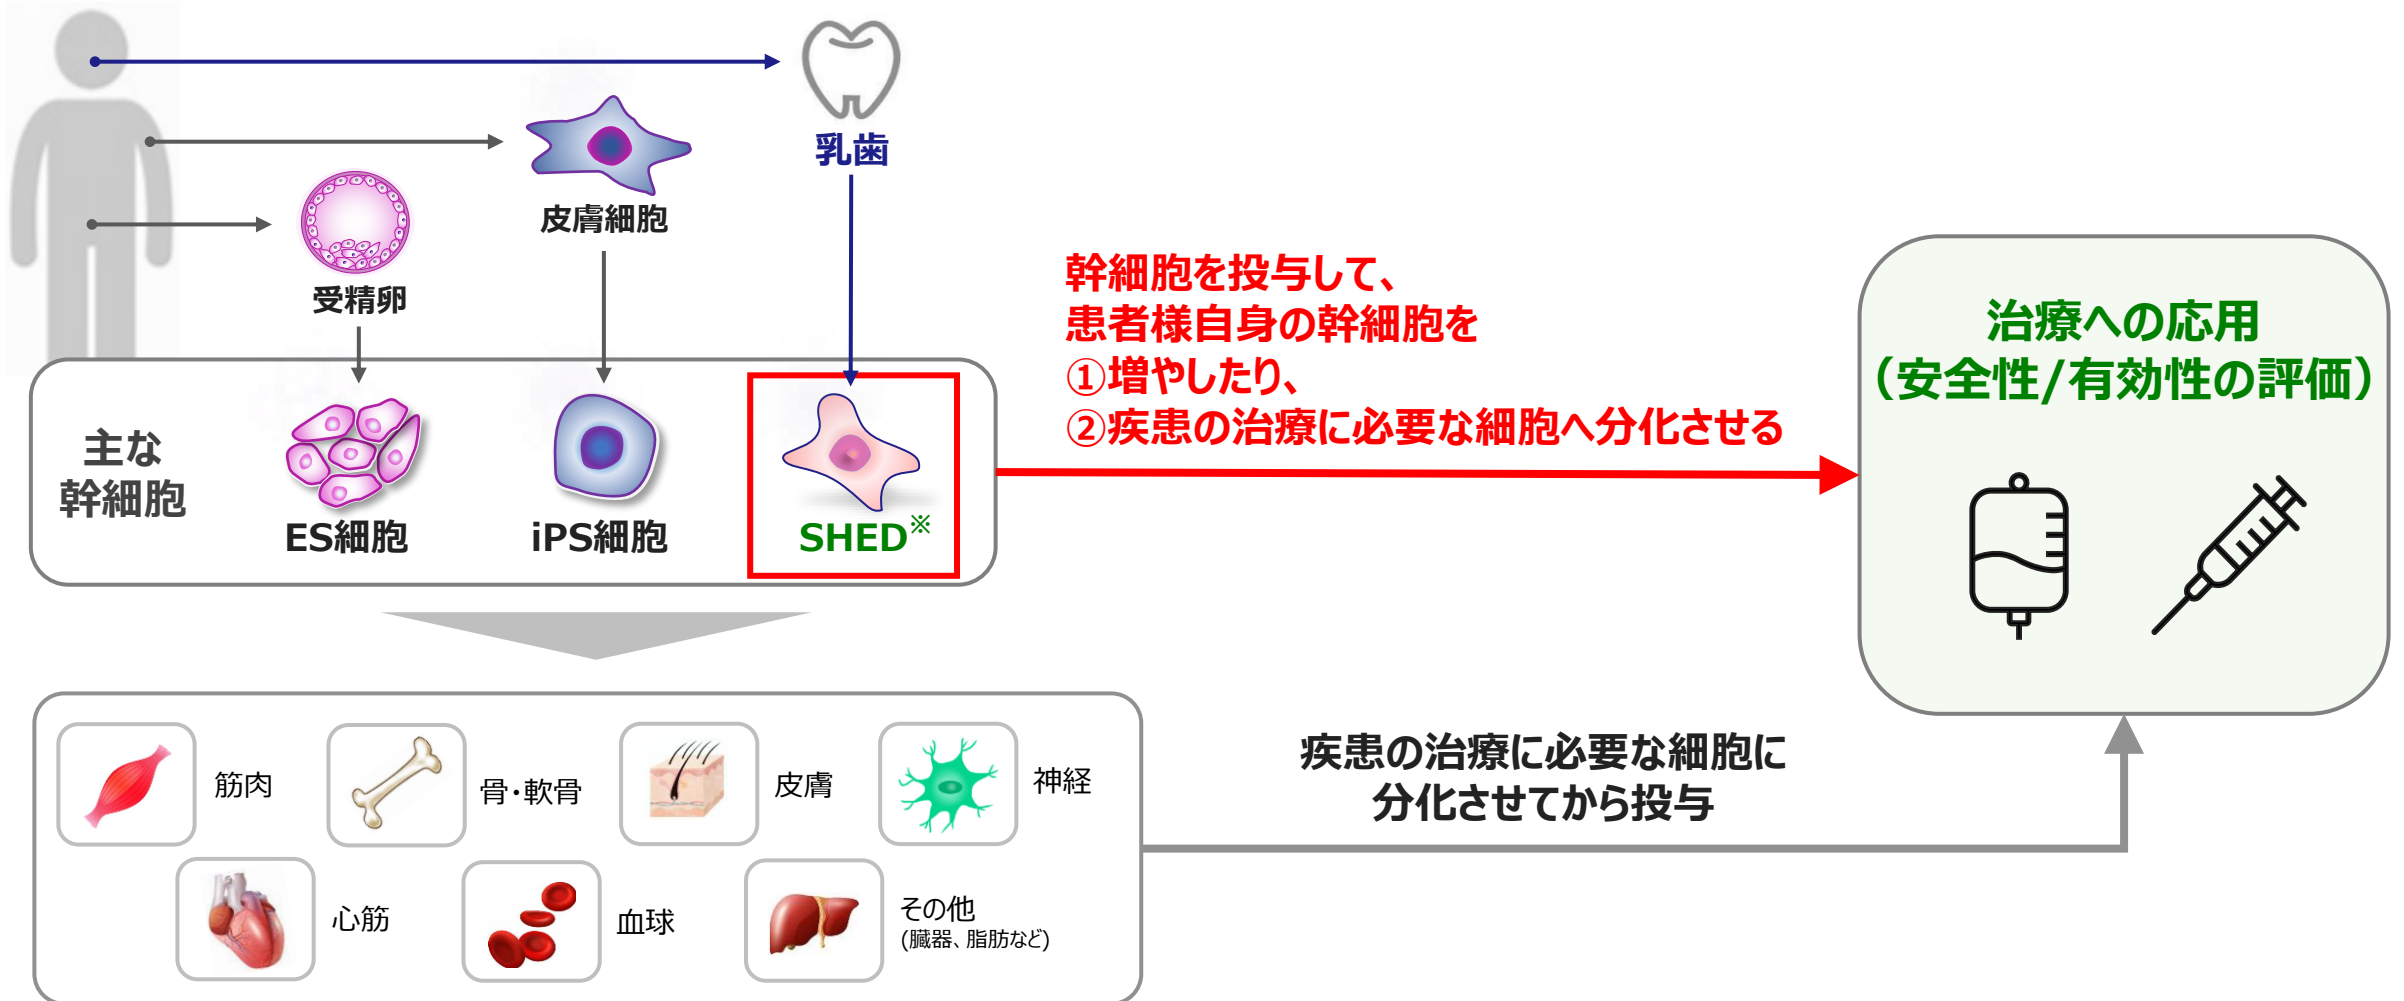 乳歯
皮膚細胞
受精卵
主な
幹細胞
ES細胞
iPS細胞
SHED※
幹細胞を投与して、
患者様自身の幹細胞を
①増やしたり、
②疾患の治療に必要な細胞へ分化させる
治療への応用
（安全性/有効性の評価）
筋肉
骨・軟骨
皮膚
神経
心筋
血球
その他
(臓器、脂肪など)
疾患の治療に必要な細胞に
分化させてから投与